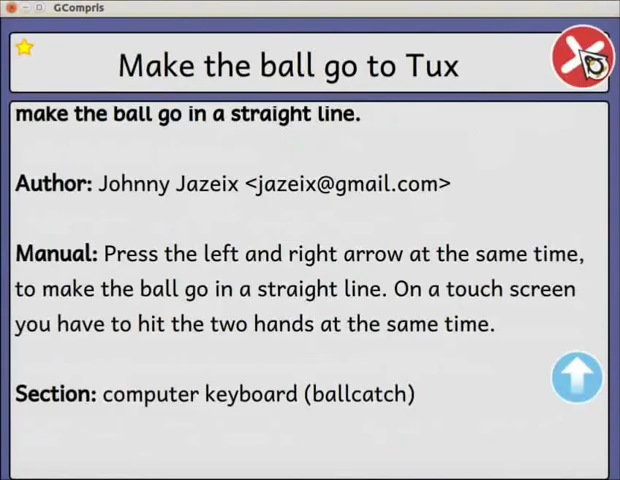 GCompris
Make the ball go to Tux
make the ball go in a straight line.
Author: Johnny Jazeix <jazeix@gmail.com>
Manual: Press the left and right arrow at the same time,
to make the ball go in a straight line. On a touch screen
you have to hit the two hands at the same time.
Section: computer keyboard (ballcatch)